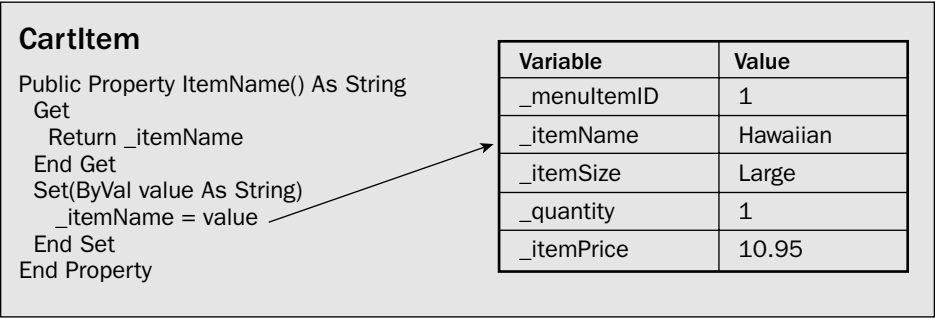 CartItem
Public Property ItemName() As String
Get
Return _itemName
End Get
Set(ByVal value As String)
_itemName = value
End Set
End Property
Variable Value
_menuItemID 1
_itemName Hawaiian
_itemSize Large
_quantity 1
_itemPrice 10.95